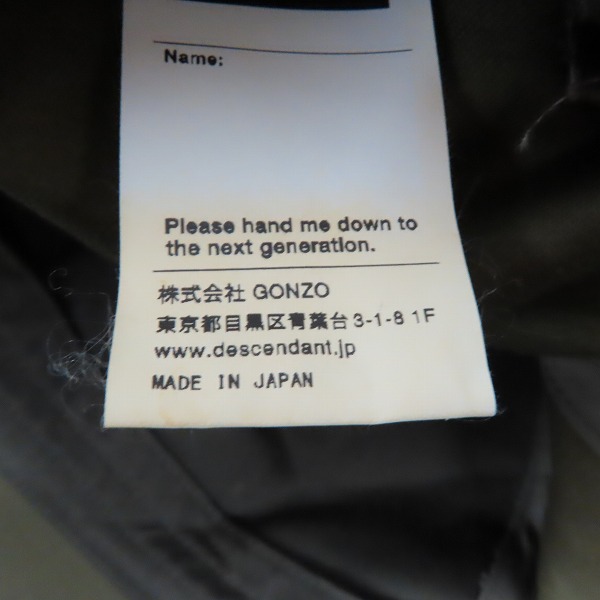 Name:
Please hand me down to
the next generation.
株式会社 GONZO
東京都目黒区青葉台3-1-8 1F
www.descendant.jp
MADE IN JAPAN